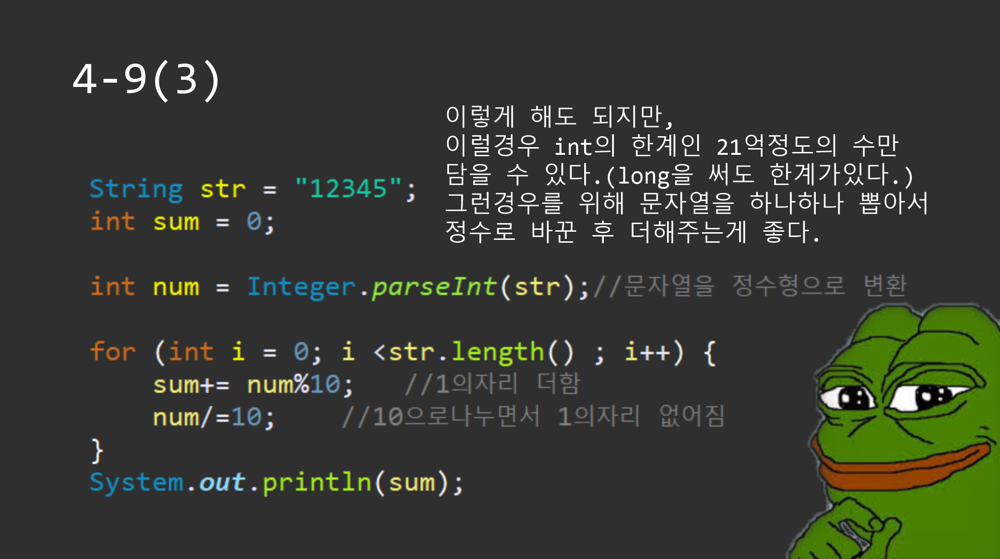 4-9(3)
이렇게 해도 되지만,
이럴경우 int의 한계인 21억정도의 수만
담을 수 있다.(long을 써도 한계가있다.)
그런경우를 위해 문자열을 하나하나 뽑아서
정수로 바꾼 후 더해주는게 좋다.
String str = "12345";
int sum = 0;
int num = Integer.parseInt(str);//문자열을 정수형으로 변환
for (int i = 0; i <str.length() ; i++) {
sum+= num%10; //1의자리 더함
num/=10; //10으로나누면서 1의자리 없어짐
}
System.out.println(sum);